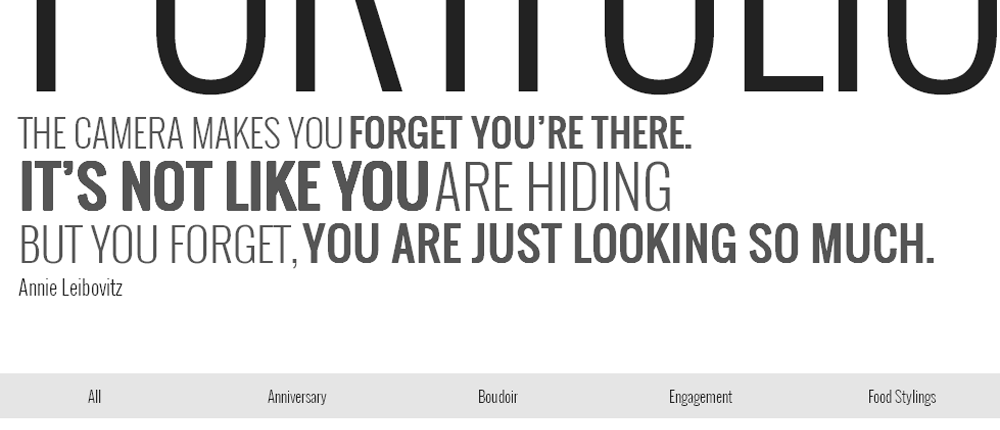 PORTFOLIO
THE CAMERA MAKES YOU FORGET YOU'RE THERE.
IT'S NOT LIKE YOU ARE HIDING
BUT YOU FORGET, YOU ARE JUST LOOKING SO MUCH.
Annie Leibovitz
All Anniversary Boudoir Engagement Food Stylings